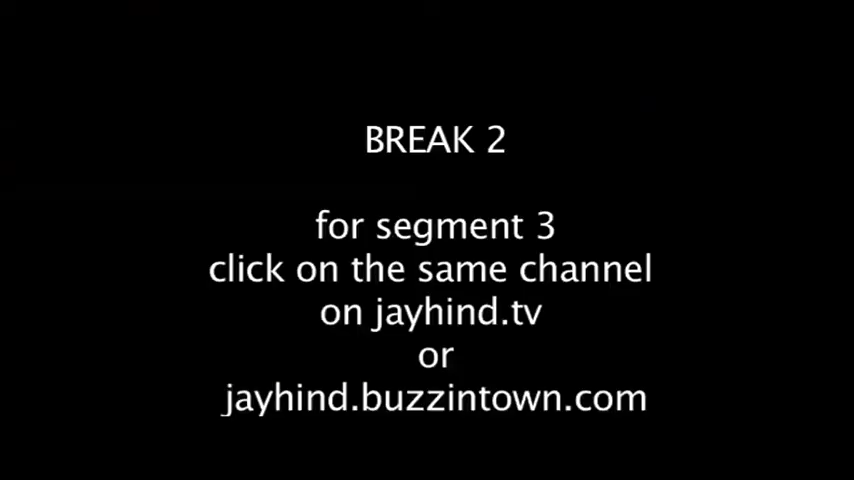 BREAK 2
for segment 3
click on the same channel
on jayhind.tv
or
jayhind.buzzintown.com